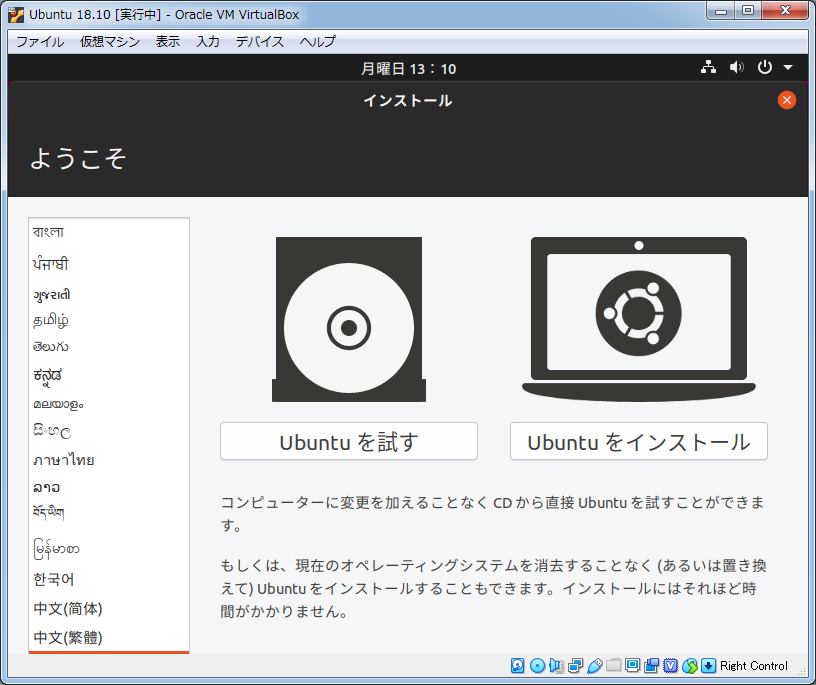 Ubuntu 18.10 [実行中] - Oracle VM VirtualBox
ファイル 仮想マシン 表示 入力 デバイス ヘルプ
月曜日 13：10
インストール
ようこそ
বাংলা
ਪੰਜਾਬੀ
ગુજરાતી
தமிழ்
తెలుగు
ಕನ್ನಡ
മലയാളം
සිංහල
ภาษาไทย
ລາວ
བོད་ཡིག
မြန်မာစာ
한국어
中文(简体)
中文(繁體)
Ubuntu を試す
Ubuntu をインストール
コンピューターに変更を加えることなく CD から直接 Ubuntu を試すことができま
す。
もしくは、現在のオペレーティングシステムを消去することなく (あるいは置き換
えて) Ubuntu をインストールすることもできます。インストールにはそれほど時
間がかかりません。
Right Control